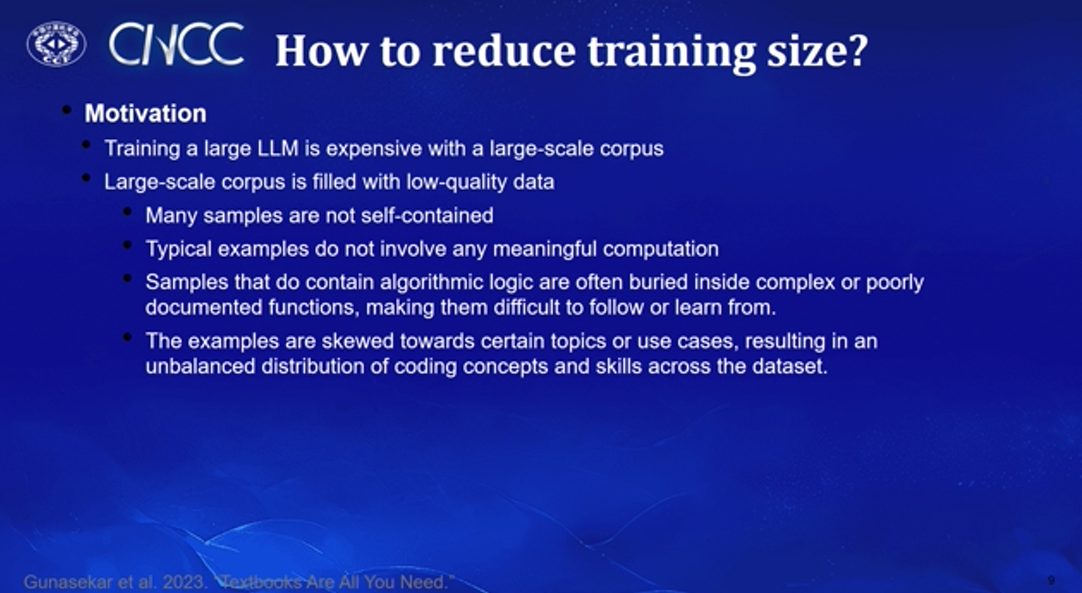 CNCC
How to reduce training size?
Motivation
Training a large LLM is expensive with a large-scale corpus
Large-scale corpus is filled with low-quality data
Many samples are not self-contained
Typical examples do not involve any meaningful computation
Samples that do contain algorithmic logic are often buried inside complex or poorly
documented functions, making them difficult to follow or learn from.
The examples are skewed towards certain topics or use cases, resulting in an
unbalanced distribution of coding concepts and skills across the dataset.
Gunasekar et al. 2023. “Textbooks Are All You Need.”
9